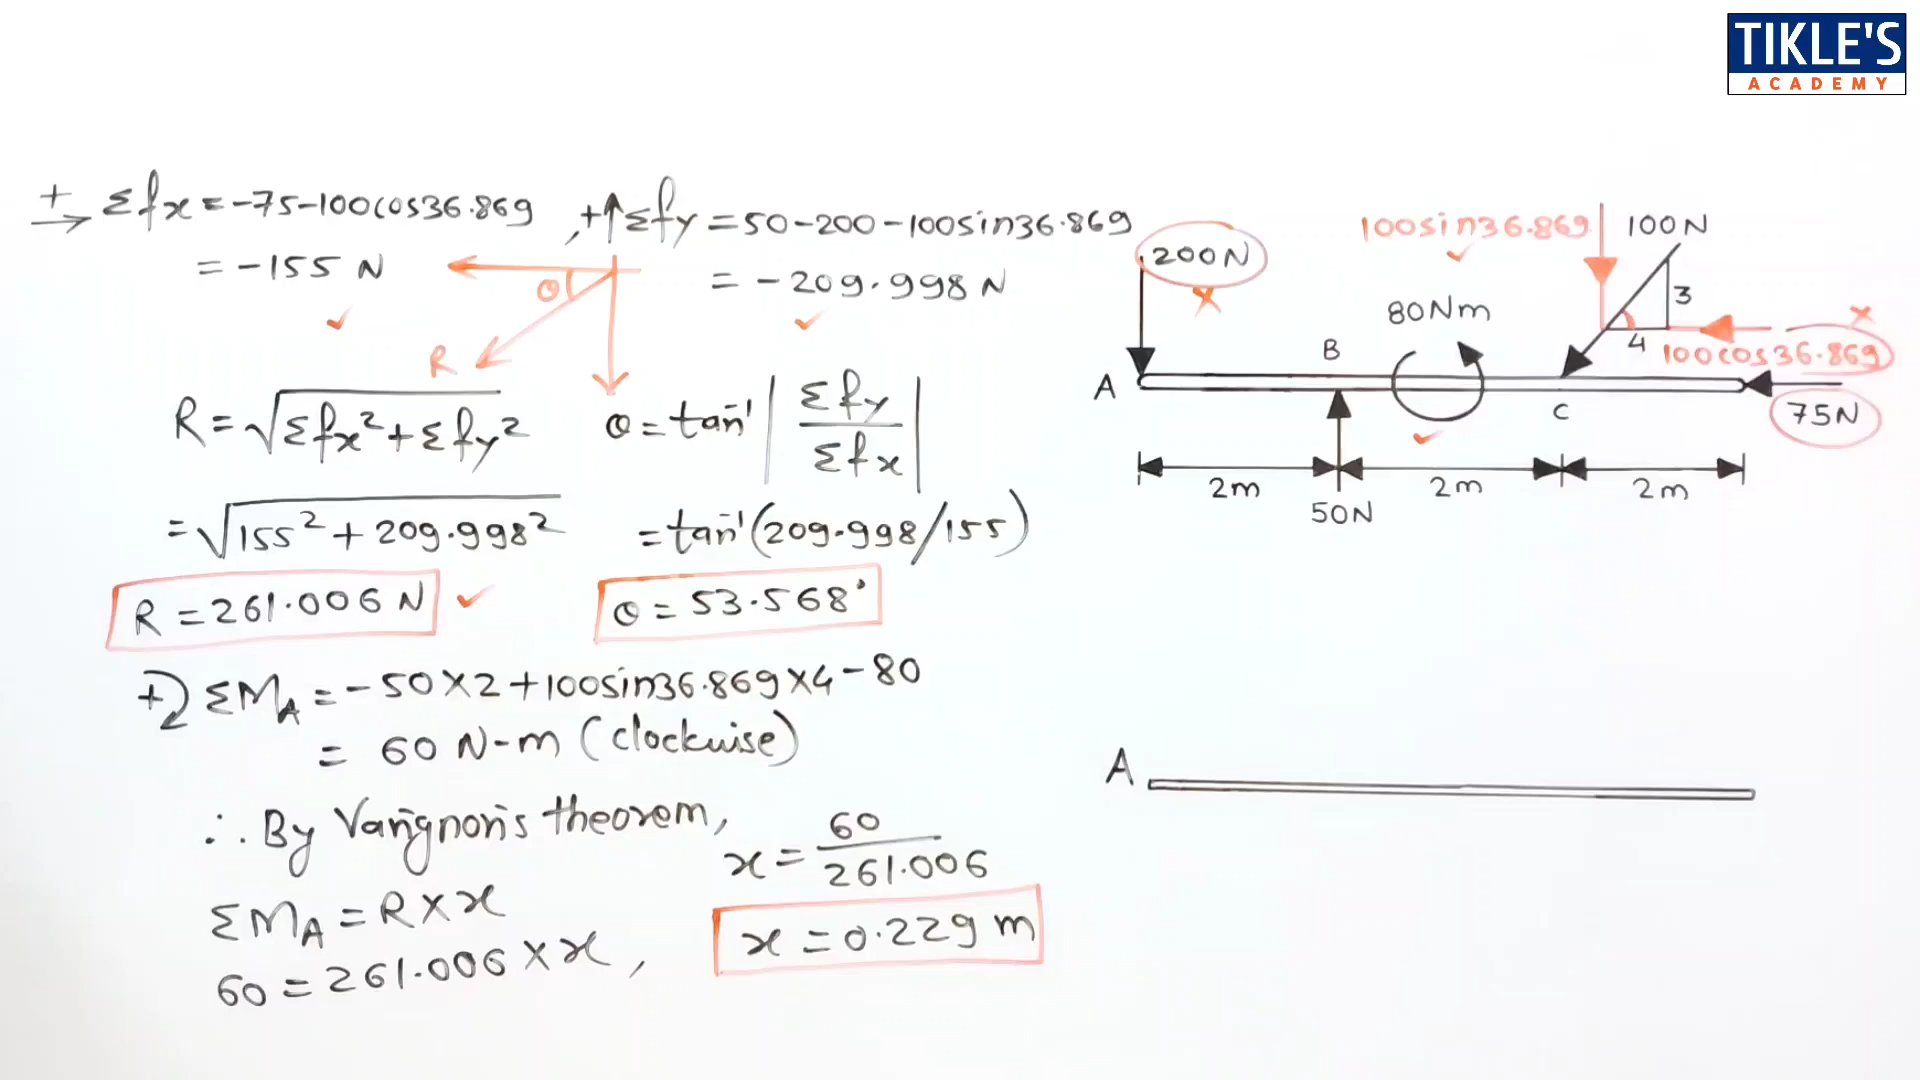 TIKLE'S
ACADEMY
+→ Σfx = -75-100cos36.869 , +↑Σfy = 50-200-100sin36.869
= -155 N
= -209.998 N
θ
R
R = √Σfx² + Σfy²
θ = tan⁻¹ |Σfy / Σfx|
= √155² + 209.998²
= tan⁻¹(209.998/155)
R = 261.006 N
θ = 53.568°
+⤸ ΣMA = -50×2+100sin36.869×4-80
= 60 N-m (clockwise)
∴ By Varignon's theorem,
ΣMA = R×x
60 = 261.006 × x ,
x = 60 / 261.006
x = 0.229 m
200N
100sin36.869
100N
3
4
80Nm
100cos36.869
A
B
C
75N
2m
2m
2m
50N
A